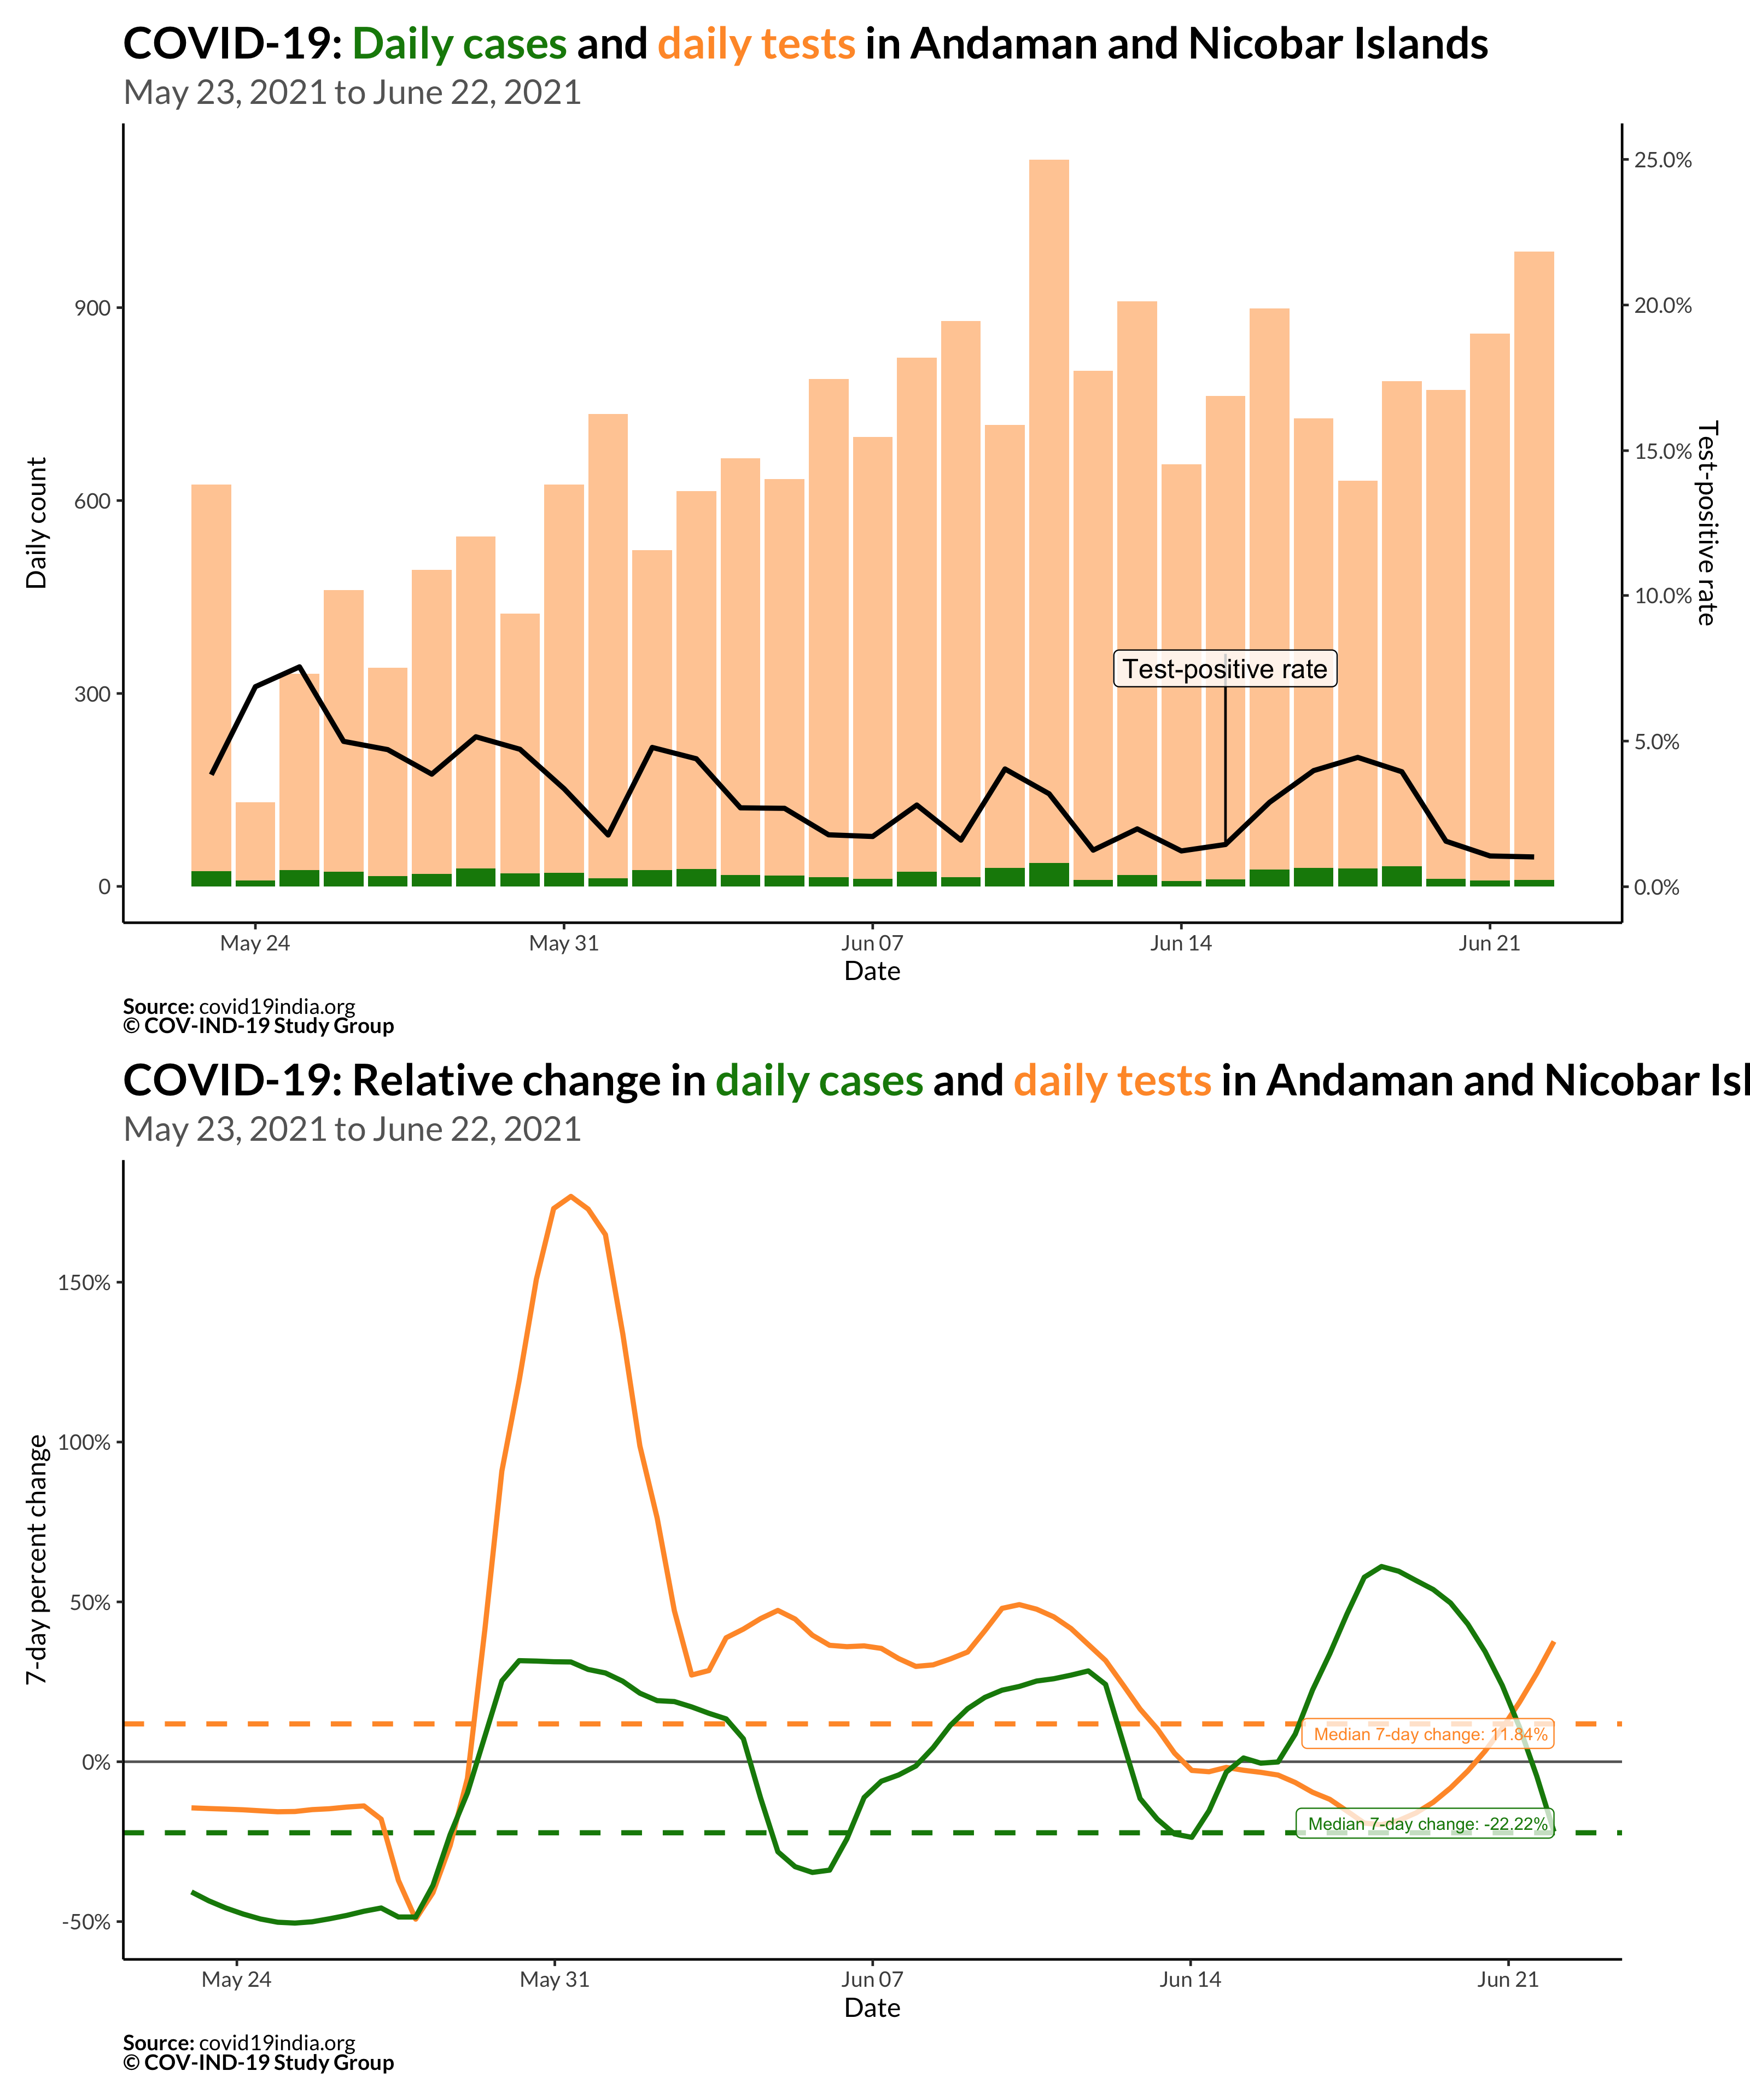 COVID-19: Daily cases and daily tests in Andaman and Nicobar Islands
May 23, 2021 to June 22, 2021
Daily count
900
600
300
0
25.0%
20.0%
15.0%
10.0%
5.0%
0.0%
Test-positive rate
Test-positive rate
May 24
May 31
Jun 07
Jun 14
Jun 21
Date
Source: covid19india.org
© COV-IND-19 Study Group
COVID-19: Relative change in daily cases and daily tests in Andaman and Nicobar Isl
May 23, 2021 to June 22, 2021
7-day percent change
150%
100%
50%
0%
-50%
Median 7-day change: 11.84%
Median 7-day change: -22.22%
May 24
May 31
Jun 07
Jun 14
Jun 21
Date
Source: covid19india.org
© COV-IND-19 Study Group